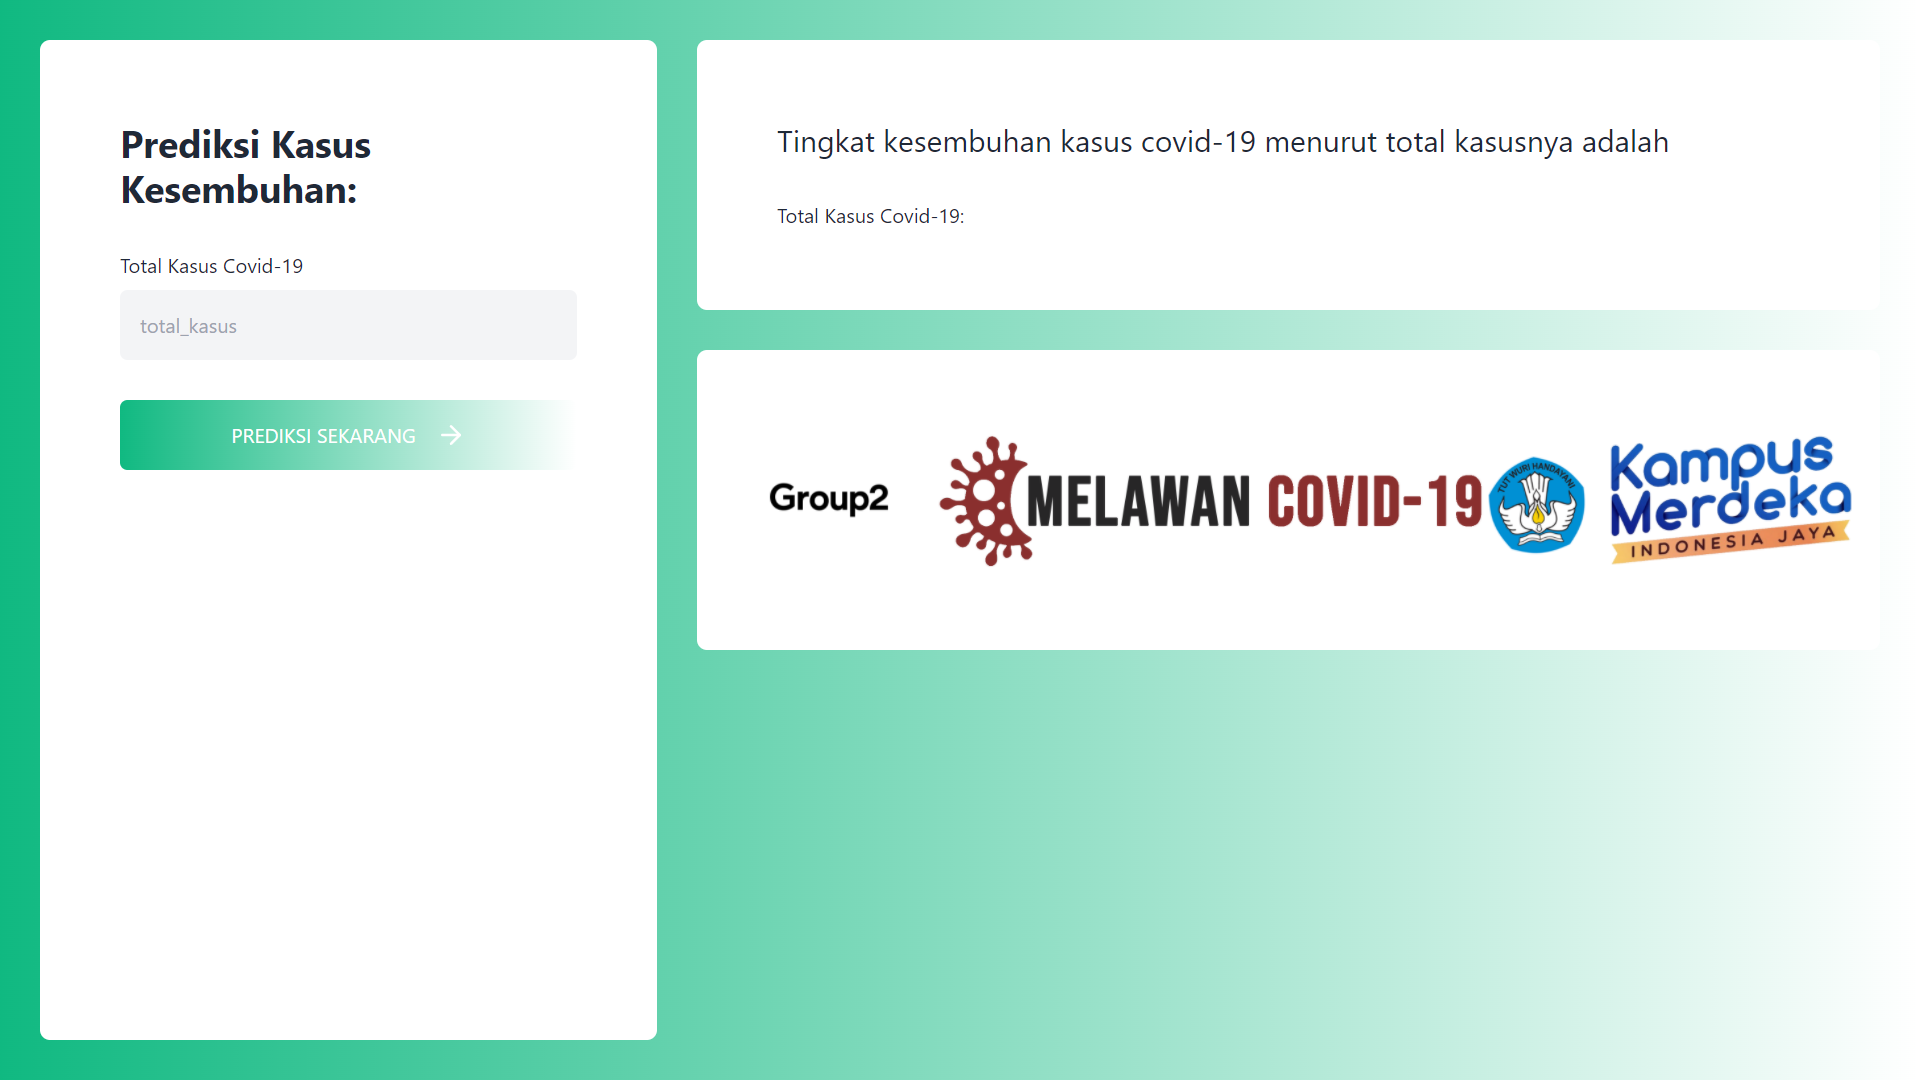 Prediksi Kasus
Kesembuhan:
Total Kasus Covid-19
total_kasus
PREDIKSI SEKARANG
Tingkat kesembuhan kasus covid-19 menurut total kasusnya adalah
Total Kasus Covid-19:
Group2
MELAWAN COVID-19
TUT WURI HANDAYANI
Kampus
Merdeka
INDONESIA JAYA